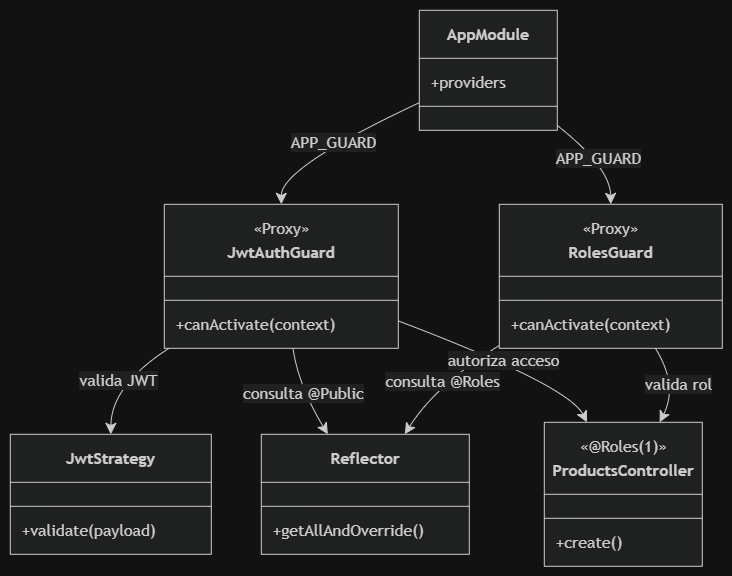 AppModule
+providers
APP_GUARD
APP_GUARD
«Proxy»
JwtAuthGuard
+canActivate(context)
«Proxy»
RolesGuard
+canActivate(context)
valida JWT
consulta @Public
autoriza acceso
consulta @Roles
valida rol
JwtStrategy
+validate(payload)
Reflector
+getAllAndOverride()
«@Roles(1)»
ProductsController
+create()